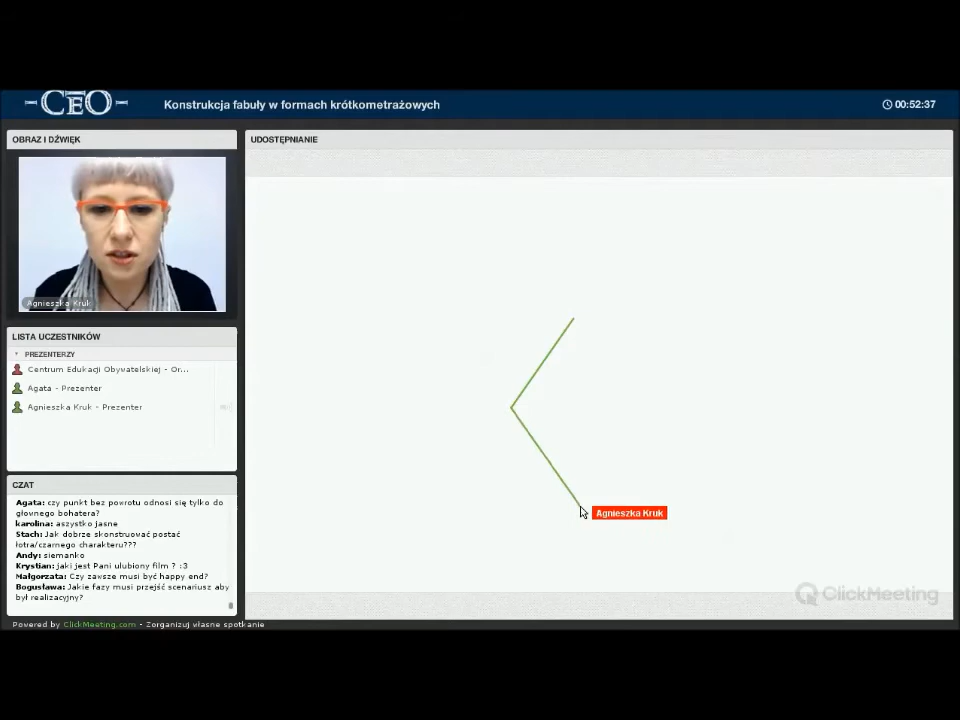 CEO
Konstrukcja fabuły w formach krótkometrażowych
00:52:37
OBRAZ I DŹWIĘK
Agnieszka Kruk
LISTA UCZESTNIKÓW
PREZENTERZY
Centrum Edukacji Obywatelskiej - Or...
Agata - Prezenter
Agnieszka Kruk - Prezenter
CZAT
Agata: czy punkt bez powrotu odnosi się tylko do
głownego bohatera?
karolina: aszystko jasne
Stach: Jak dobrze skonstruować postać
łotra/czarnego charakteru???
Andy: siemanko
Krystian: jaki jest Pani ulubiony film ? :3
Małgorzata: Czy zawsze musi być happy end?
Bogusława: Jakie fazy musi przejść scenariusz aby
był realizacyjny?
UDOSTĘPNIANIE
Agnieszka Kruk
ClickMeeting
Powered by ClickMeeting.com - Zorganizuj własne spotkanie